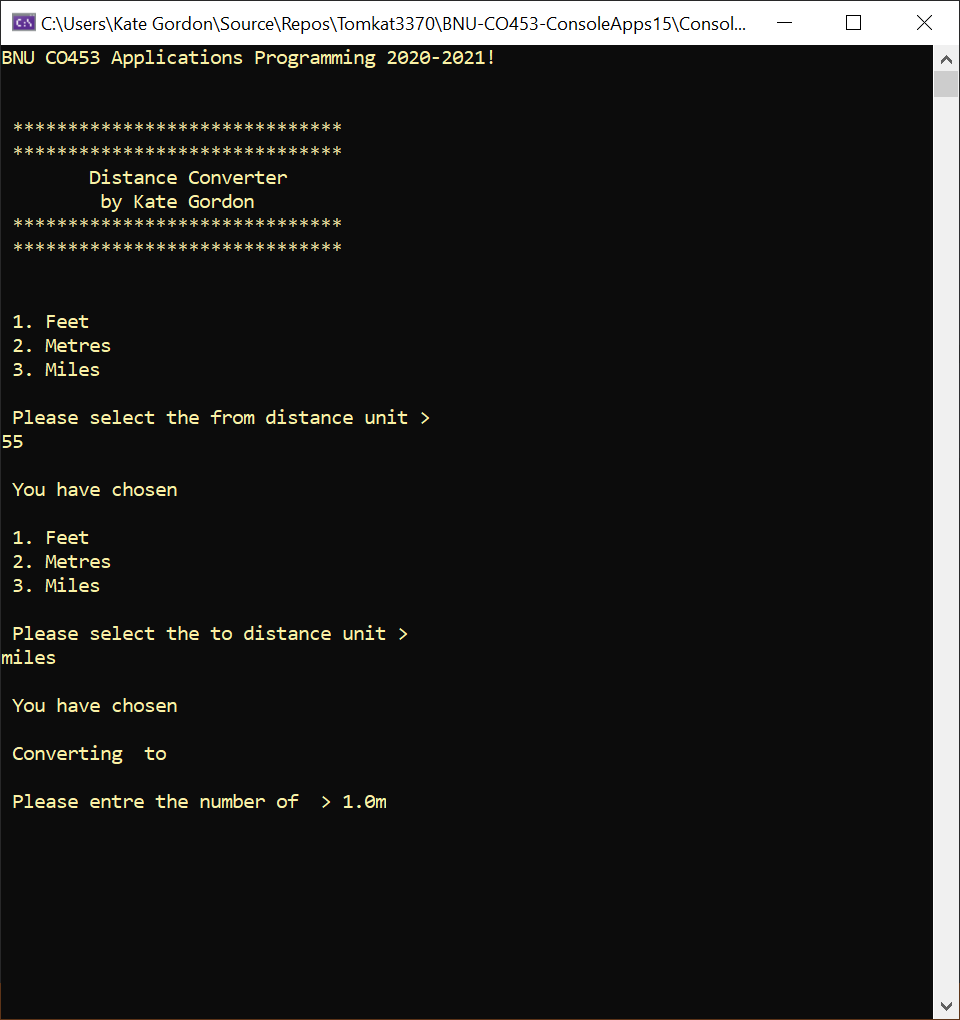 C:\Users\Kate Gordon\Source\Repos\Tomkat3370\BNU-CO453-ConsoleApps15\Consol...
BNU CO453 Applications Programming 2020-2021!
******************************
******************************
Distance Converter
by Kate Gordon
******************************
******************************
1. Feet
2. Metres
3. Miles
Please select the from distance unit >
55
You have chosen
1. Feet
2. Metres
3. Miles
Please select the to distance unit >
miles
You have chosen
Converting  to
Please entre the number of  > 1.0m